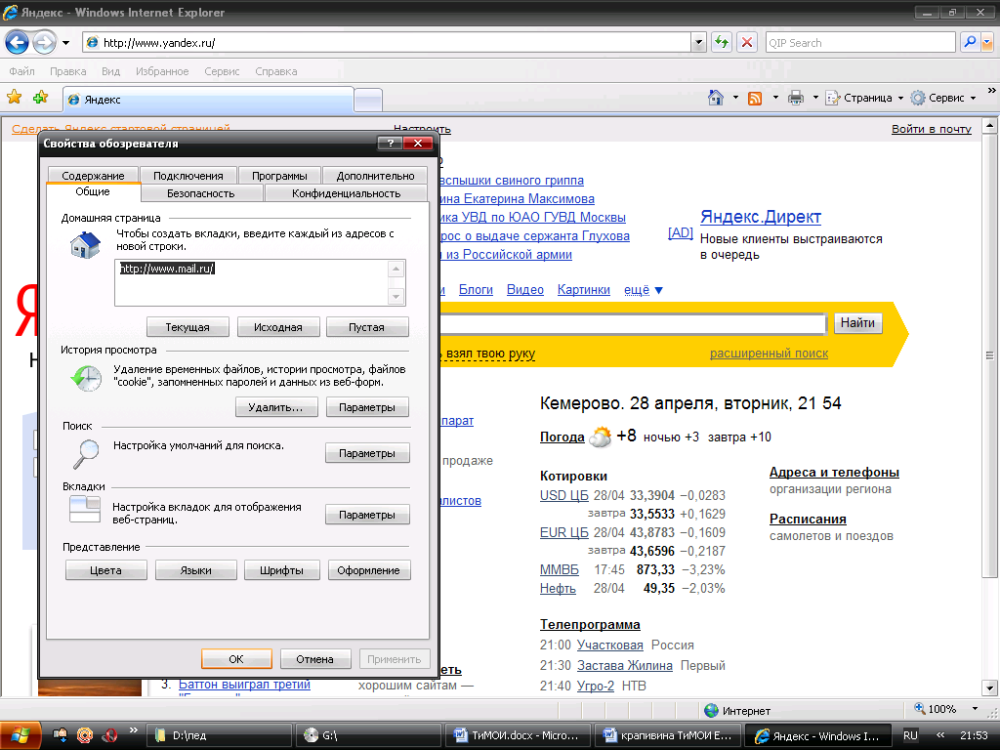 Яндекс - Windows Internet Explorer
http://www.yandex.ru/
QIP Search
Файл Правка Вид Избранное Сервис Справка
Яндекс
Страница
Сервис
Сделать Яндекс стартовой страницей
Настроить
Войти в почту
Свойства обозревателя
Содержание Подключения Программы Дополнительно
Общие Безопасность Конфиденциальность
Домашняя страница
Чтобы создать вкладки, введите каждый из адресов с
новой строки.
http://www.mail.ru/
Текущая Исходная Пустая
История просмотра
Удаление временных файлов, истории просмотра, файлов
"cookie", запомненных паролей и данных из веб-форм.
Удалить... Параметры
Поиск
Настройка умолчаний для поиска.
Параметры
Вкладки
Настройка вкладок для отображения
веб-страниц.
Параметры
Представление
Цвета Языки Шрифты Оформление
ОК Отмена Применить
вспышки свиного гриппа
ина Екатерина Максимова
ика УВД по ЮАО ГУВД Москвы
рос о выдаче сержанта Глухова
из Российской армии
[AD]
Яндекс.Директ
Новые клиенты выстраиваются
в очередь
и Блоги Видео Картинки ещё ▼
Я
Найти
взял твою руку
расширенный поиск
парат
продаже
листов
Кемерово. 28 апреля, вторник, 21 54
Погода +8 ночью +3 завтра +10
Котировки
USD ЦБ 28/04 33,3904 −0,0283
завтра 33,5533 +0,1629
EUR ЦБ 28/04 43,8783 −0,1609
завтра 43,6596 −0,2187
ММВБ 17:45 873,33 −3,23%
Нефть 28/04 49,35 −2,03%
Адреса и телефоны
организации региона
Расписания
самолетов и поездов
Телепрограмма
21:00 Участковая Россия
21:30 Застава Жилина Первый
21:40 Угро-2 НТВ
еть
хорошим сайтам —
3. Баттон выиграл третий
Интернет
100%
D:\пед
G:\
ТиМОИ.docx - Micro...
крапивина ТиМОИ Е...
Яндекс - Windows I...
RU
21:53